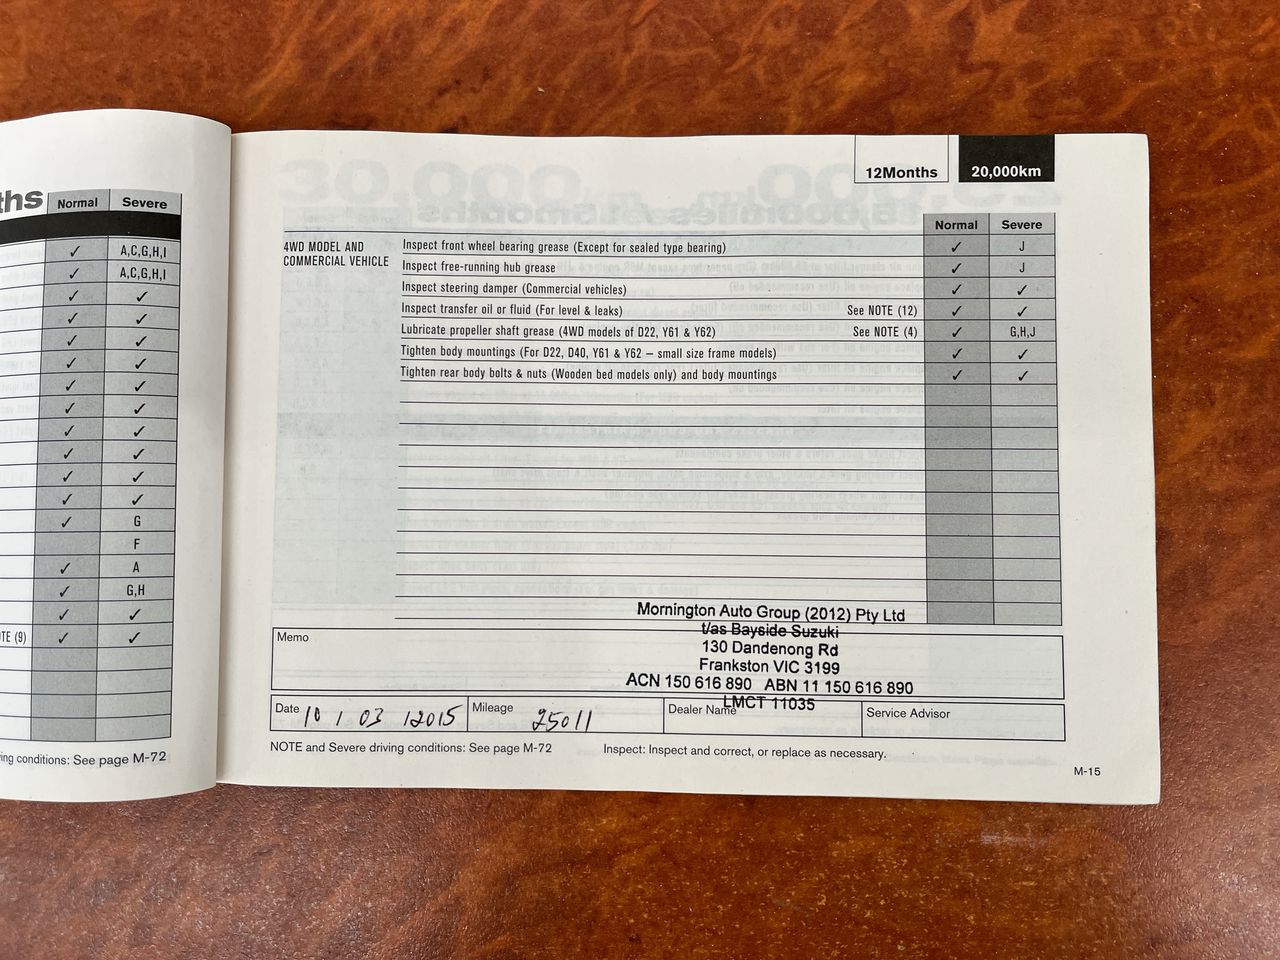 ths
Normal Severe
✓ A,C,G,H,I
✓ A,C,G,H,I
✓ ✓
✓ ✓
✓ ✓
✓ ✓
✓ ✓
✓ ✓
✓ ✓
✓ ✓
✓ ✓
✓ ✓
✓ G
F
✓ A
✓ G,H
✓ ✓
(9) ✓ ✓
conditions: See page M-72
12Months 20,000km
Normal Severe
4WD MODEL AND
COMMERCIAL VEHICLE
Inspect front wheel bearing grease (Except for sealed type bearing) ✓ J
Inspect free-running hub grease ✓ J
Inspect steering damper (Commercial vehicles) ✓ ✓
Inspect transfer oil or fluid (For level & leaks) See NOTE (12) ✓ ✓
Lubricate propeller shaft grease (4WD models of D22, Y61 & Y62) See NOTE (4) ✓ G,H,J
Tighten body mountings (For D22, D40, Y61 & Y62 – small size frame models) ✓ ✓
Tighten rear body bolts & nuts (Wooden bed models only) and body mountings ✓ ✓
Mornington Auto Group (2012) Pty Ltd
t/as Bayside Suzuki
130 Dandenong Rd
Frankston VIC 3199
ACN 150 616 890 ABN 11 150 616 890
LMCT 11035
Memo
Date 10 / 03 / 2015 Mileage 25011 Dealer Name Service Advisor
NOTE and Severe driving conditions: See page M-72 Inspect: Inspect and correct, or replace as necessary.
M-15